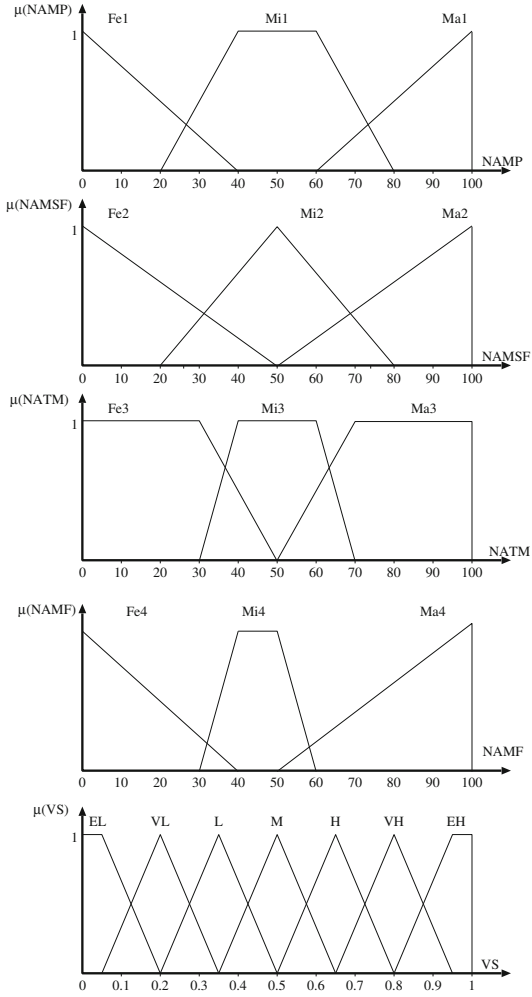 μ(NAMP)
Fe1 Mi1 Ma1
1
NAMP
0 10 20 30 40 50 60 70 80 90 100
μ(NAMSF)
Fe2 Mi2 Ma2
1
NAMSF
0 10 20 30 40 50 60 70 80 90 100
μ(NATM)
Fe3 Mi3 Ma3
1
NATM
0 10 20 30 40 50 60 70 80 90 100
μ(NAMF)
Fe4 Mi4 Ma4
NAMF
0 10 20 30 40 50 60 70 80 90 100
μ(VS)
EL VL L M H VH EH
1
VS
0 0.1 0.2 0.3 0.4 0.5 0.6 0.7 0.8 0.9 1